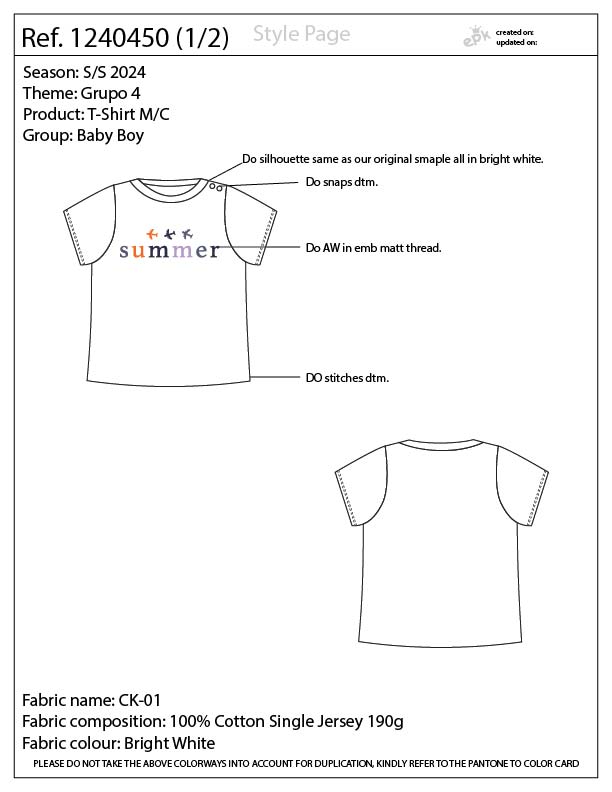 Ref. 1240450 (1/2)
Style Page
epk
created on:
updated on:
Season: S/S 2024
Theme: Grupo 4
Product: T-Shirt M/C
Group: Baby Boy
Do silhouette same as our original smaple all in bright white.
Do snaps dtm.
summer
Do AW in emb matt thread.
DO stitches dtm.
Fabric name: CK-01
Fabric composition: 100% Cotton Single Jersey 190g
Fabric colour: Bright White
PLEASE DO NOT TAKE THE ABOVE COLORWAYS INTO ACCOUNT FOR DUPLICATION, KINDLY REFER TO THE PANTONE TO COLOR CARD